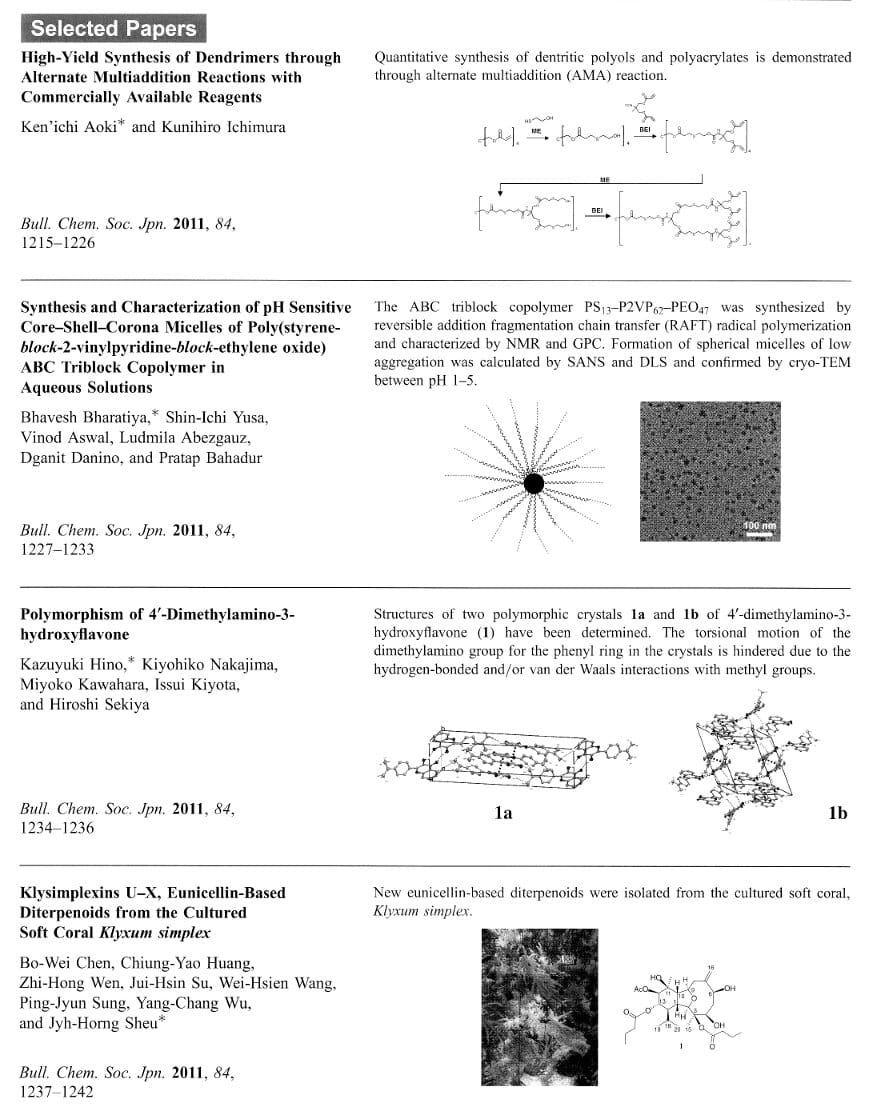 Selected Papers
High-Yield Synthesis of Dendrimers through
Alternate Multiaddition Reactions with
Commercially Available Reagents
Ken'ichi Aoki* and Kunihiro Ichimura
Bull. Chem. Soc. Jpn. 2011, 84,
1215–1226
Quantitative synthesis of dentritic polyols and polyacrylates is demonstrated
through alternate multiaddition (AMA) reaction.
ME
BEI
ME
BEI
Synthesis and Characterization of pH Sensitive
Core–Shell–Corona Micelles of Poly(styrene-
block-2-vinylpyridine-block-ethylene oxide)
ABC Triblock Copolymer in
Aqueous Solutions
Bhavesh Bharatiya,* Shin-Ichi Yusa,
Vinod Aswal, Ludmila Abezgauz,
Dganit Danino, and Pratap Bahadur
Bull. Chem. Soc. Jpn. 2011, 84,
1227–1233
The ABC triblock copolymer PS13–P2VP62–PEO47 was synthesized by
reversible addition fragmentation chain transfer (RAFT) radical polymerization
and characterized by NMR and GPC. Formation of spherical micelles of low
aggregation was calculated by SANS and DLS and confirmed by cryo-TEM
between pH 1–5.
100 nm
Polymorphism of 4′-Dimethylamino-3-
hydroxyflavone
Kazuyuki Hino,* Kiyohiko Nakajima,
Miyoko Kawahara, Issui Kiyota,
and Hiroshi Sekiya
Bull. Chem. Soc. Jpn. 2011, 84,
1234–1236
Structures of two polymorphic crystals 1a and 1b of 4′-dimethylamino-3-
hydroxyflavone (1) have been determined. The torsional motion of the
dimethylamino group for the phenyl ring in the crystals is hindered due to the
hydrogen-bonded and/or van der Waals interactions with methyl groups.
1a
1b
Klysimplexins U–X, Eunicellin-Based
Diterpenoids from the Cultured
Soft Coral Klyxum simplex
Bo-Wei Chen, Chiung-Yao Huang,
Zhi-Hong Wen, Jui-Hsin Su, Wei-Hsien Wang,
Ping-Jyun Sung, Yang-Chang Wu,
and Jyh-Horng Sheu*
Bull. Chem. Soc. Jpn. 2011, 84,
1237–1242
New eunicellin-based diterpenoids were isolated from the cultured soft coral,
Klyxum simplex.
16
HO H H
AcO 11 10 9 6 OH
13 1 O
O O H H 3 OH
19 18 20 15 O
1 O